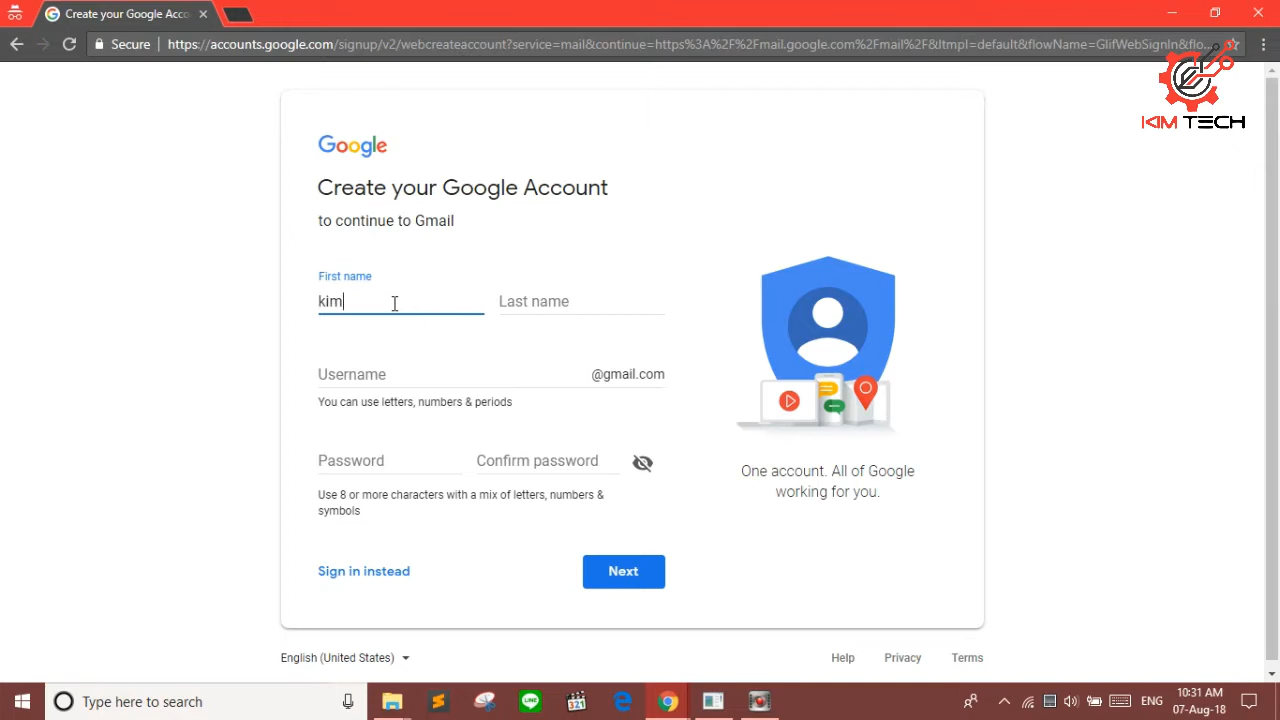 Create your Google Acco
Secure
https://accounts.google.com/signup/v2/webcreateaccount?service=mail&continue=https%3A%2F%2Fmail.google.com%2Fmail%2F&ltmpl=default&flowName=GlifWebSignIn&flo...
KIM TECH
Google
Create your Google Account
to continue to Gmail
First name
kim
Last name
Username
@gmail.com
You can use letters, numbers & periods
Password
Confirm password
Use 8 or more characters with a mix of letters, numbers &
symbols
Sign in instead
Next
One account. All of Google
working for you.
English (United States)
Help
Privacy
Terms
Type here to search
321
ENG
10:31 AM
07-Aug-18